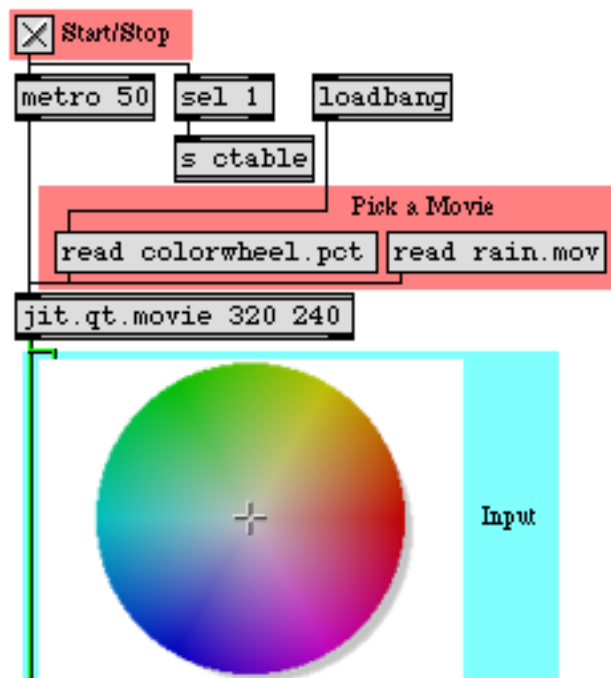 Start/Stop
metro 50
sel 1
loadbang
s ctable
Pick a Movie
read colorwheel.pct
read rain.mov
jit.qt.movie 320 240
Input